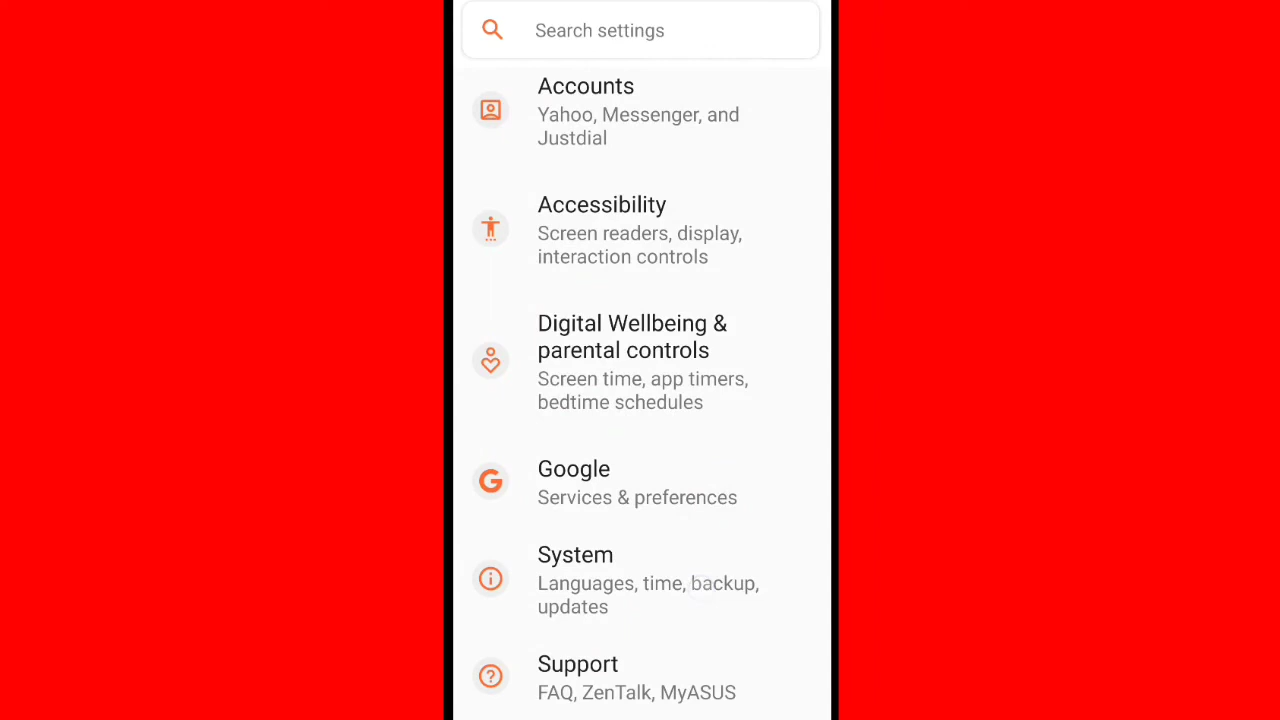 Search settings
Accounts
Yahoo, Messenger, and
Justdial
Accessibility
Screen readers, display,
interaction controls
Digital Wellbeing &
parental controls
Screen time, app timers,
bedtime schedules
Google
Services & preferences
System
Languages, time, backup,
updates
Support
FAQ, ZenTalk, MyASUS